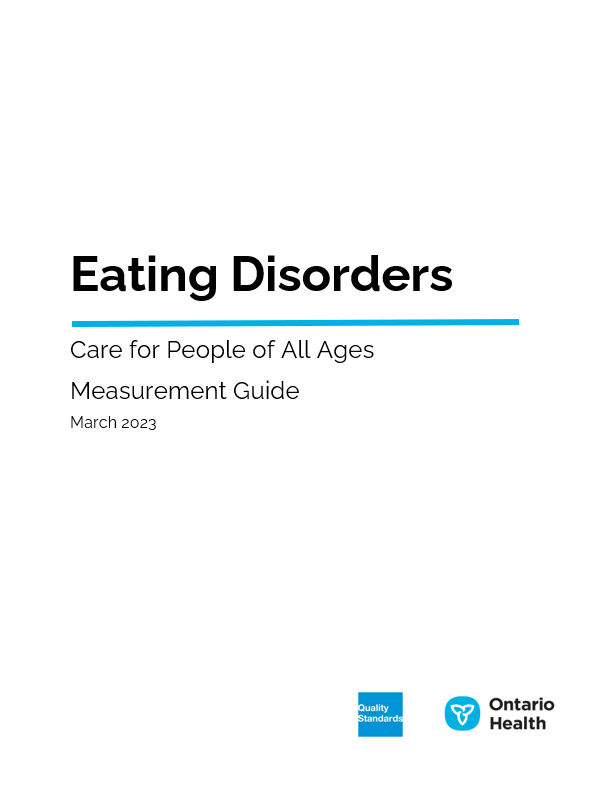 Eating Disorders
Care for People of All Ages
Measurement Guide
March 2023
Quality
Standards
Ontario
Health